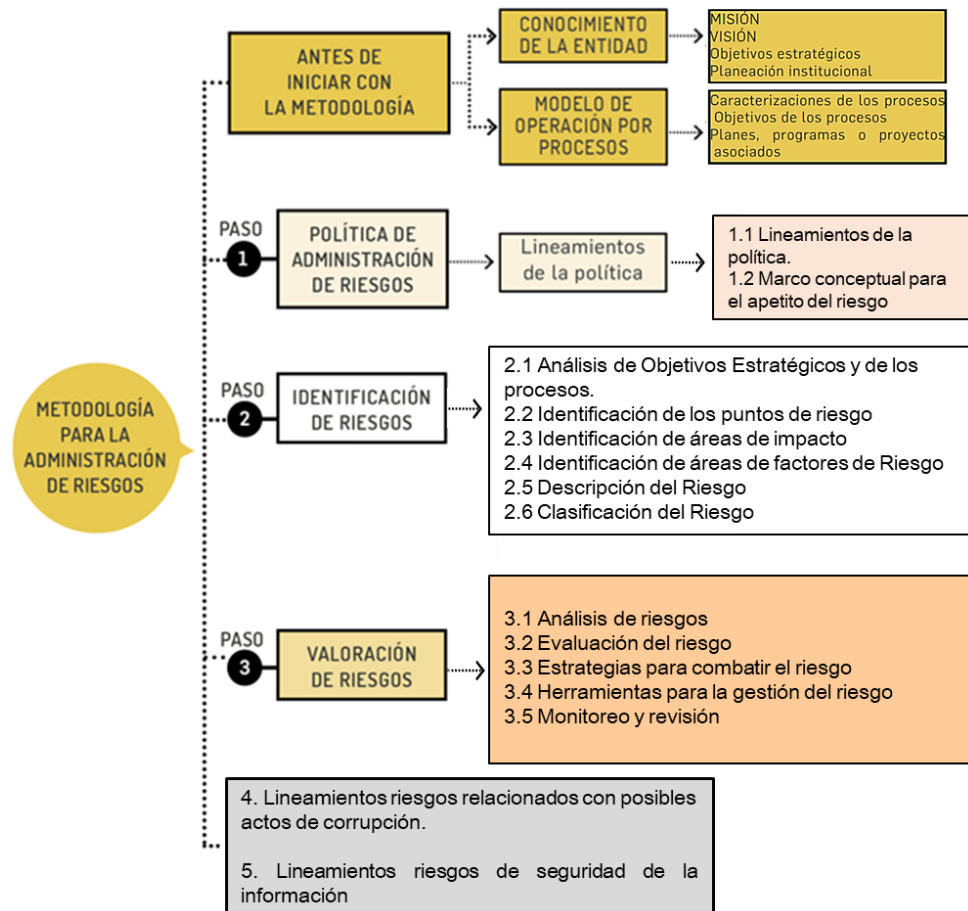 ANTES DE
INICIAR CON
LA METODOLOGÍA
CONOCIMIENTO
DE LA ENTIDAD
MISIÓN
VISIÓN
Objetivos estratégicos
Planeación institucional
MODELO DE
OPERACIÓN POR
PROCESOS
Caracterizaciones de los procesos
Objetivos de los procesos
Planes, programas o proyectos
asociados
PASO
1
POLÍTICA DE
ADMINISTRACIÓN
DE RIESGOS
Lineamientos
de la política
1.1 Lineamientos de la
política.
1.2 Marco conceptual para
el apetito del riesgo
METODOLOGÍA
PARA LA
ADMINISTRACIÓN
DE RIESGOS
PASO
2
IDENTIFICACIÓN
DE RIESGOS
2.1 Análisis de Objetivos Estratégicos y de los
procesos.
2.2 Identificación de los puntos de riesgo
2.3 Identificación de áreas de impacto
2.4 Identificación de áreas de factores de Riesgo
2.5 Descripción del Riesgo
2.6 Clasificación del Riesgo
PASO
3
VALORACIÓN
DE RIESGOS
3.1 Análisis de riesgos
3.2 Evaluación del riesgo
3.3 Estrategias para combatir el riesgo
3.4 Herramientas para la gestión del riesgo
3.5 Monitoreo y revisión
4. Lineamientos riesgos relacionados con posibles
actos de corrupción.
5. Lineamientos riesgos de seguridad de la
información